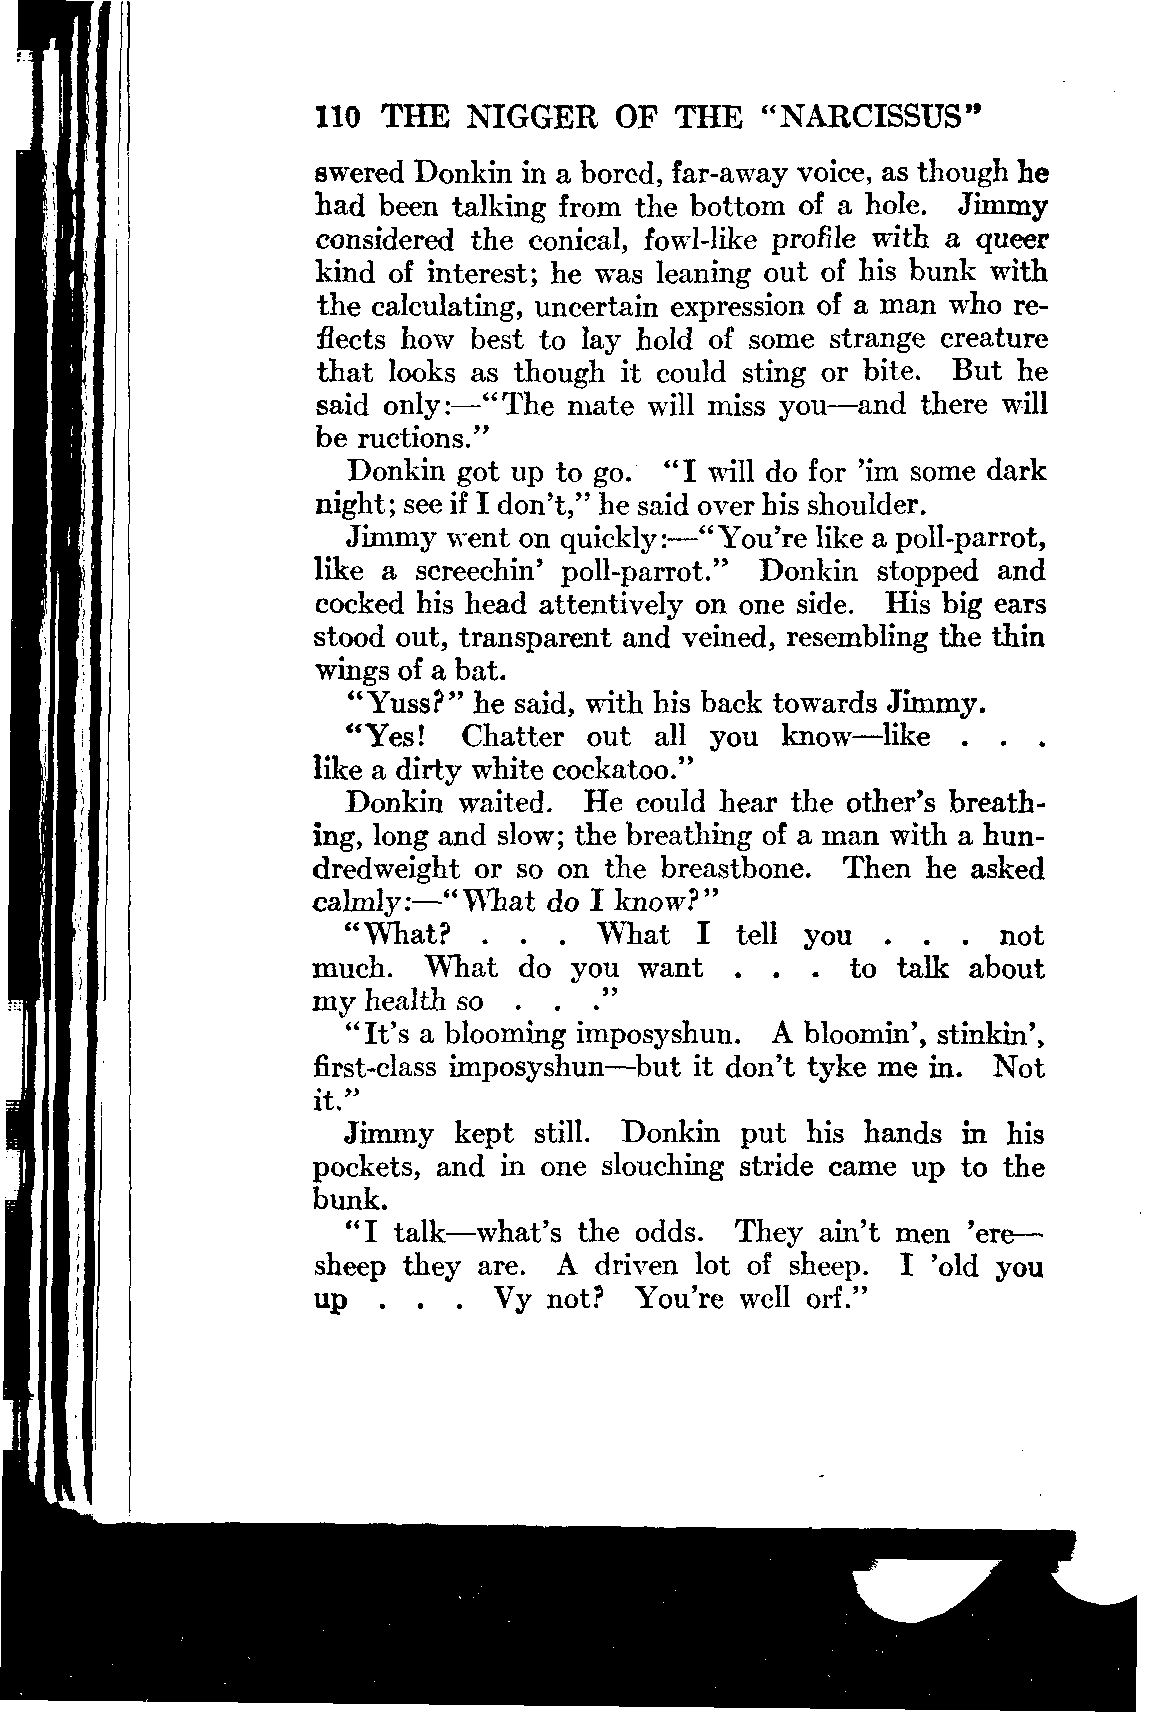 110 THE NIGGER OF THE “NARCISSUS”
swered Donkin in a bored, far-away voice, as though he
had been talking from the bottom of a hole. Jimmy
considered the conical, fowl-like profile with a queer
kind of interest; he was leaning out of his bunk with
the calculating, uncertain expression of a man who re-
flects how best to lay hold of some strange creature
that looks as though it could sting or bite. But he
said only:—“The mate will miss you—and there will
be ructions.”
Donkin got up to go. “I will do for ’im some dark
night; see if I don’t,” he said over his shoulder.
Jimmy went on quickly:—“You’re like a poll-parrot,
like a screechin’ poll-parrot.” Donkin stopped and
cocked his head attentively on one side. His big ears
stood out, transparent and veined, resembling the thin
wings of a bat.
“Yuss?” he said, with his back towards Jimmy.
“Yes! Chatter out all you know—like . . .
like a dirty white cockatoo.”
Donkin waited. He could hear the other’s breath-
ing, long and slow; the breathing of a man with a hun-
dredweight or so on the breastbone. Then he asked
calmly:—“What do I know?”
“What? . . . What I tell you . . . not
much. What do you want . . . to talk about
my health so . . .”
“It’s a blooming imposyshun. A bloomin’, stinkin’,
first-class imposyshun—but it don’t tyke me in. Not
it.”
Jimmy kept still. Donkin put his hands in his
pockets, and in one slouching stride came up to the
bunk.
“I talk—what’s the odds. They ain’t men ’ere—
sheep they are. A driven lot of sheep. I ’old you
up . . . Vy not? You’re well orf.”